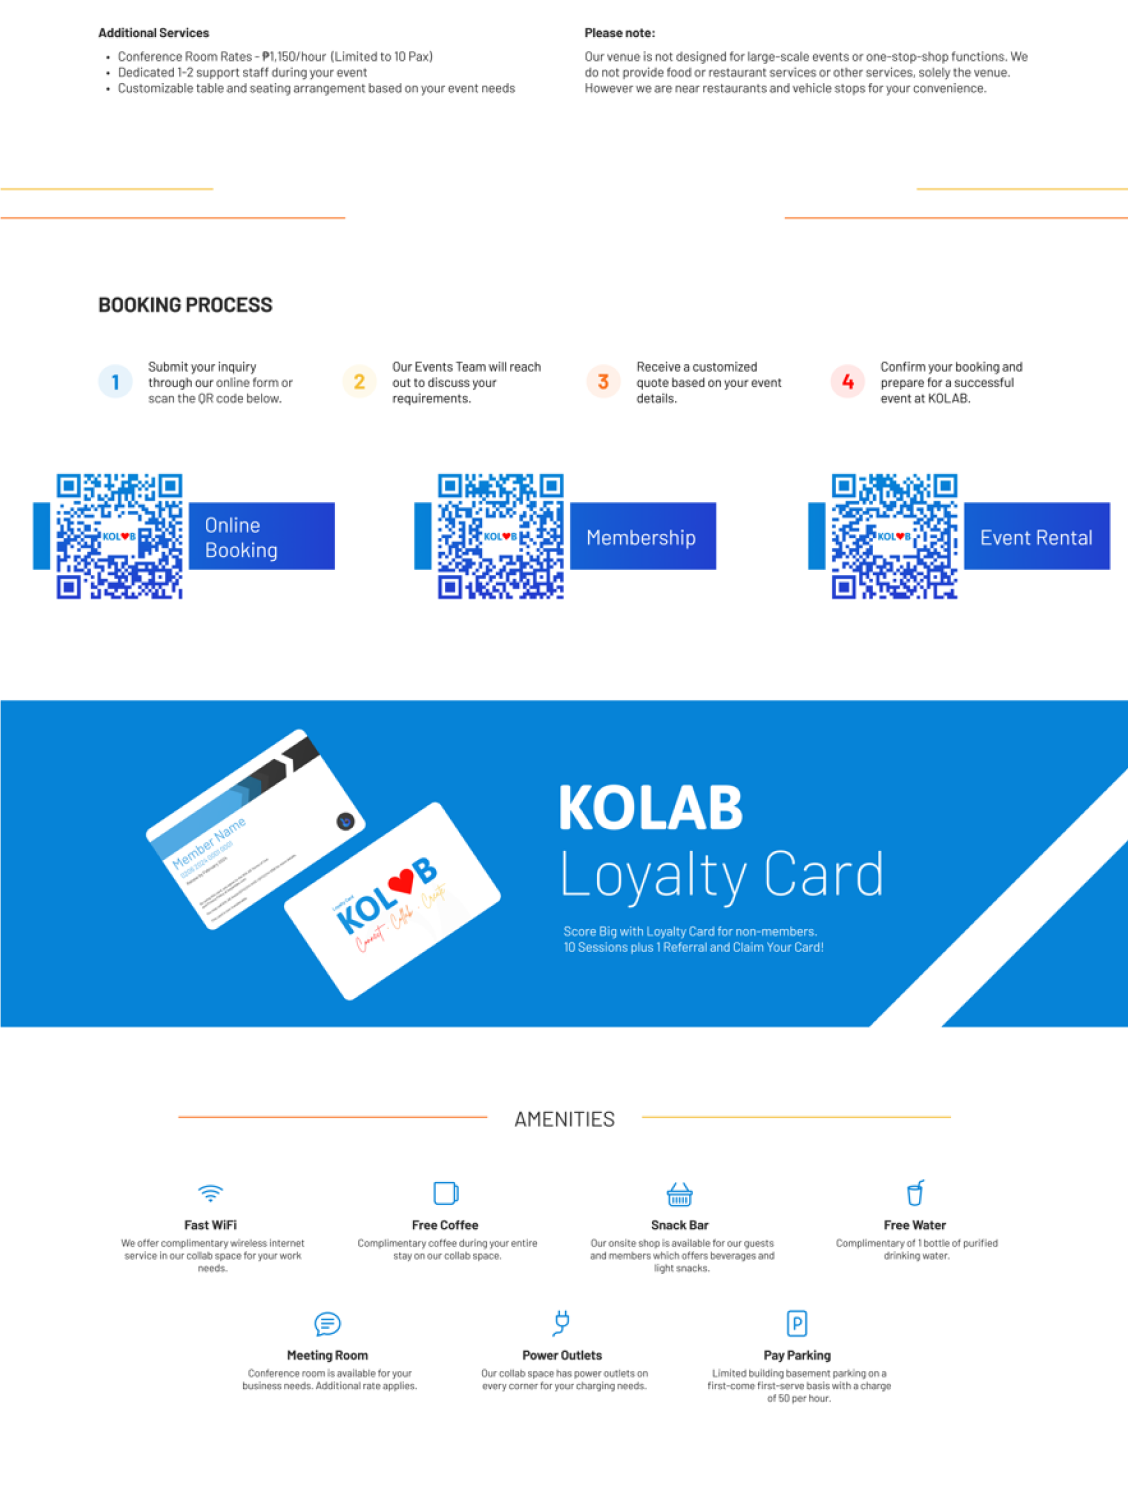 Additional Services
• Conference Room Rates - ₱1,150/hour (Limited to 10 Pax)
• Dedicated 1-2 support staff during your event
• Customizable table and seating arrangement based on your event needs
Please note:
Our venue is not designed for large-scale events or one-stop-shop functions. We
do not provide food or restaurant services or other services, solely the venue.
However we are near restaurants and vehicle stops for your convenience.
BOOKING PROCESS
1
Submit your inquiry
through our online form or
scan the QR code below.
2
Our Events Team will reach
out to discuss your
requirements.
3
Receive a customized
quote based on your event
details.
4
Confirm your booking and
prepare for a successful
event at KOLAB.
KOL❤B
Online
Booking
KOL❤B
Membership
KOL❤B
Event Rental
Member Name
Loyalty Card
KOL❤B
Connect · Collab · Create
KOLAB
Loyalty Card
Score Big with Loyalty Card for non-members.
10 Sessions plus 1 Referral and Claim Your Card!
AMENITIES
Fast WiFi
We offer complimentary wireless internet
service in our collab space for your work
needs.
Free Coffee
Complimentary coffee during your entire
stay on our collab space.
Snack Bar
Our onsite shop is available for our guests
and members which offers beverages and
light snacks.
Free Water
Complimentary of 1 bottle of purified
drinking water.
Meeting Room
Conference room is available for your
business needs. Additional rate applies.
Power Outlets
Our collab space has power outlets on
every corner for your charging needs.
P
Pay Parking
Limited building basement parking on a
first-come first-serve basis with a charge
of 50 per hour.